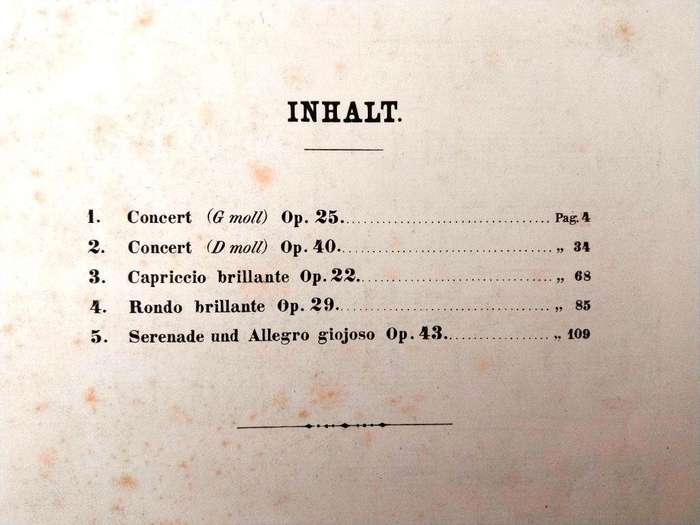 INHALT.
1. Concert (G moll) Op. 25. Pag. 4
2. Concert (D moll) Op. 40. „ 34
3. Capriccio brillante Op. 22. „ 68
4. Rondo brillante Op. 29. „ 85
5. Serenade und Allegro giojoso Op. 43. „ 109